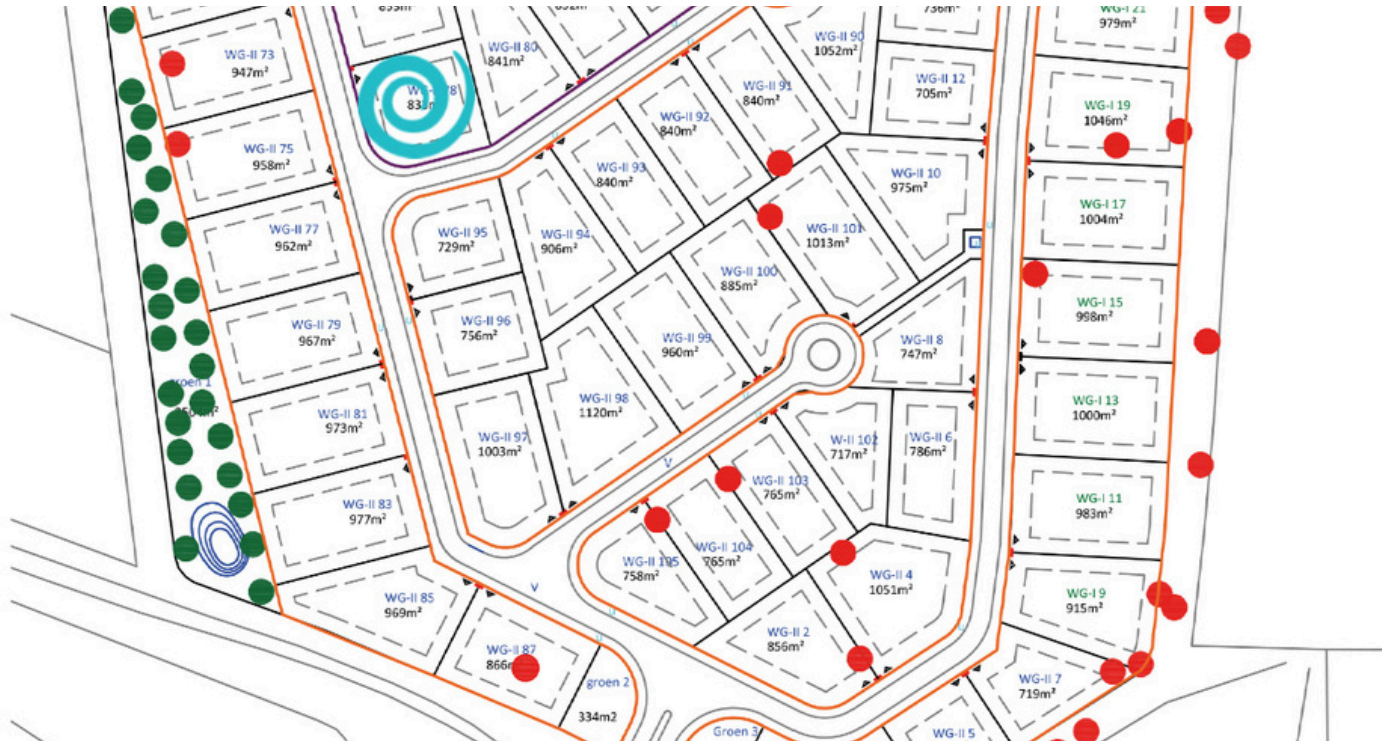 WG-II 73
947m²
WG-II 75
958m²
WG-II 77
962m²
WG-II 79
967m²
WG-II 81
973m²
WG-II 83
977m²
WG-II 85
969m²
WG-II 87
groen 1
groen 2
334m2
Groen 3
WG-II 80
841m²
WG-II 90
1052m²
WG-II 91
840m²
WG-II 92
840m²
WG-II 93
840m²
WG-II 94
906m²
WG-II 95
729m²
WG-II 96
756m²
WG-II 97
1003m²
WG-II 98
1120m²
WG-II 99
960m²
WG-II 100
885m²
WG-II 101
1013m²
W-II 102
717m²
WG-II 103
765m²
WG-II 104
765m²
WG-II 105
758m²
736m²
WG-II 12
705m²
WG-II 10
975m²
WG-II 8
747m²
WG-II 6
786m²
WG-II 4
1051m²
WG-II 2
856m²
V
V
WG-I 21
979m²
WG-I 19
1046m²
WG-I 17
1004m²
WG-I 15
998m²
WG-I 13
1000m²
WG-I 11
983m²
WG-I 9
915m²
WG-II 7
719m²
WG-II 5